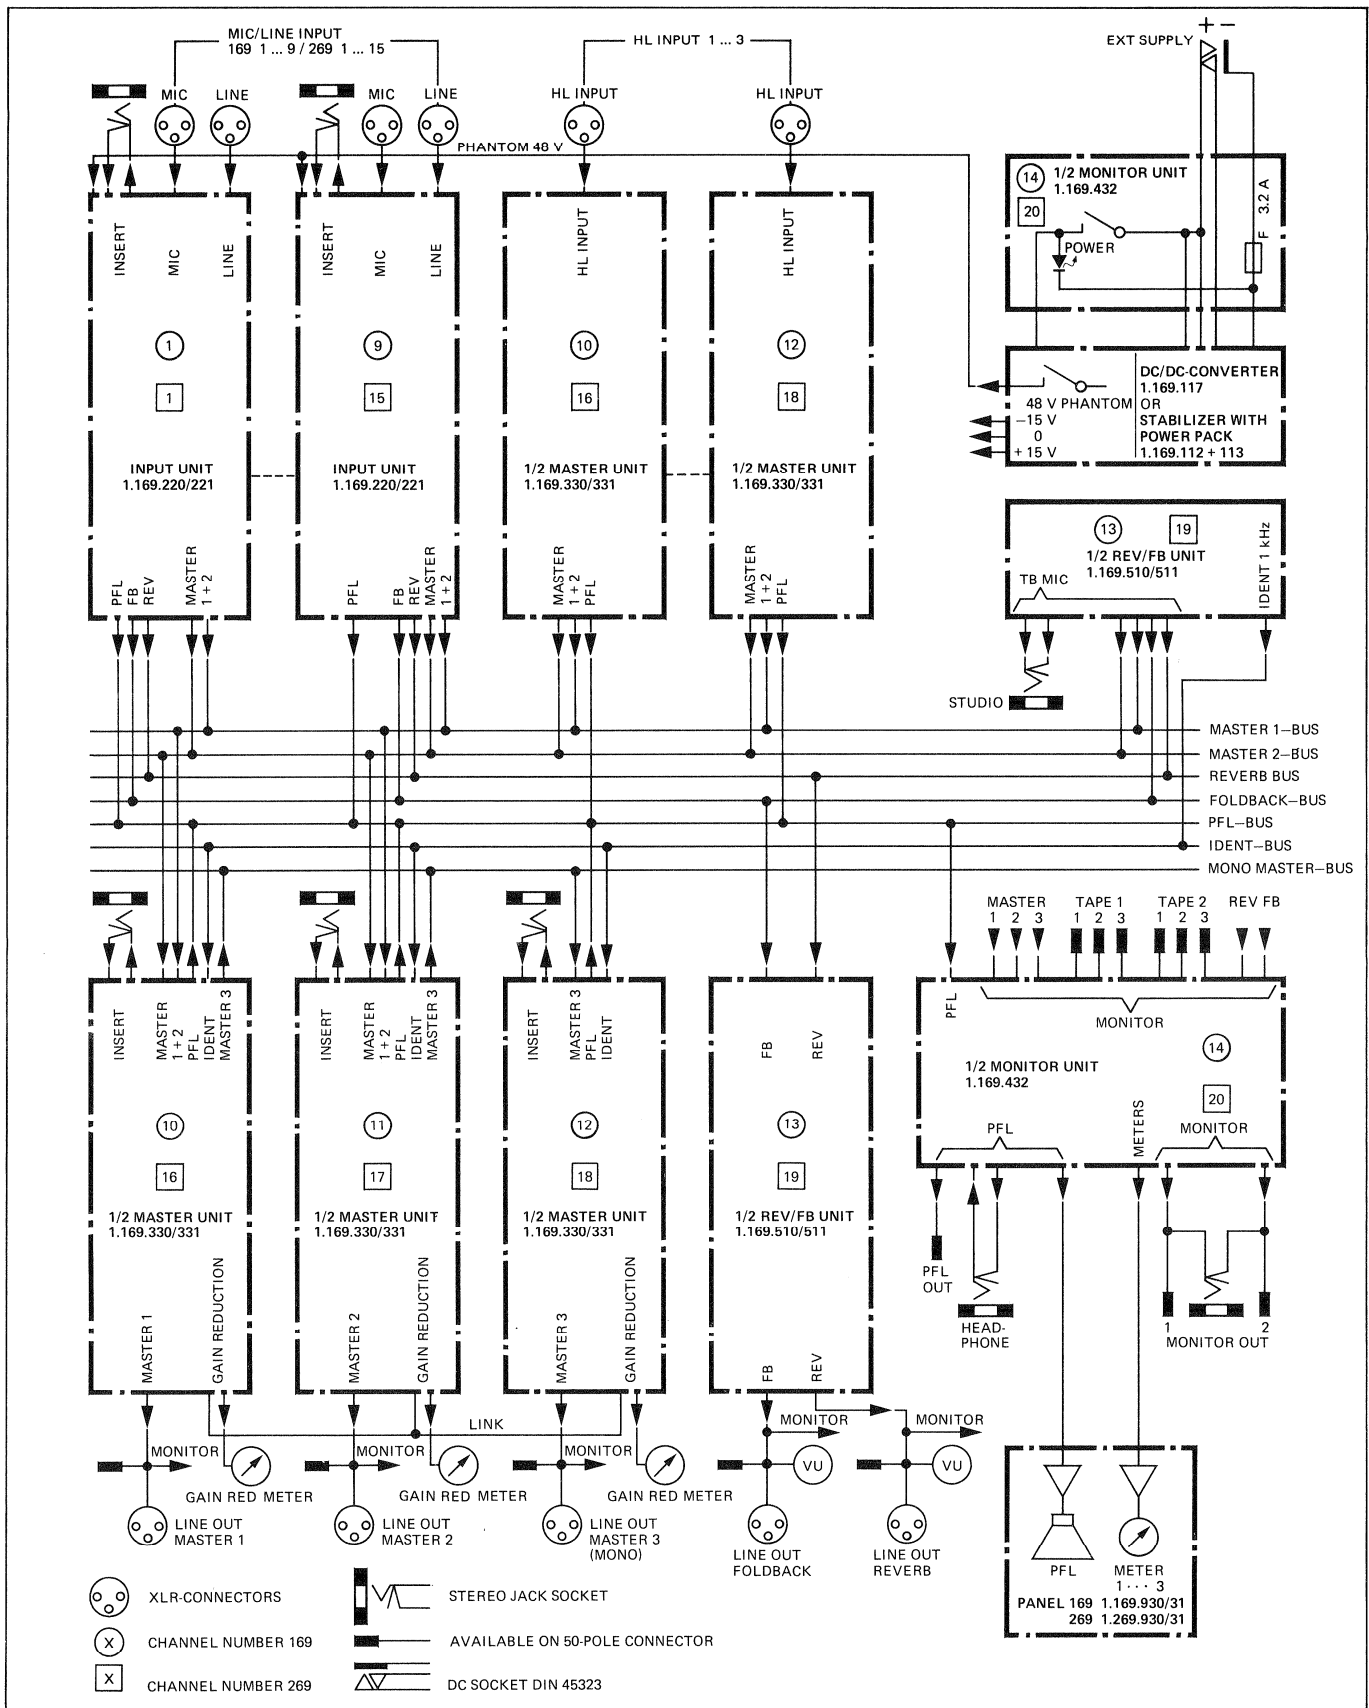 MIC/LINE INPUT
169 1 ... 9 / 269 1 ... 15
HL INPUT 1 ... 3
+ −
EXT SUPPLY
MIC LINE
MIC LINE
HL INPUT
HL INPUT
PHANTOM 48 V
INSERT
MIC
LINE
1
1
INPUT UNIT
1.169.220/221
PFL
FB
REV
MASTER
1 + 2
INSERT
MIC
LINE
9
15
INPUT UNIT
1.169.220/221
PFL
FB
REV
MASTER
1 + 2
HL INPUT
10
16
1/2 MASTER UNIT
1.169.330/331
MASTER
1 + 2
PFL
HL INPUT
12
18
1/2 MASTER UNIT
1.169.330/331
MASTER
1 + 2
PFL
14
20
1/2 MONITOR UNIT
1.169.432
POWER
F 3.2 A
48 V PHANTOM
−15 V
0
+ 15 V
DC/DC-CONVERTER
1.169.117
OR
STABILIZER WITH
POWER PACK
1.169.112 + 113
13
19
1/2 REV/FB UNIT
1.169.510/511
TB MIC
IDENT 1 kHz
STUDIO
MASTER 1−BUS
MASTER 2−BUS
REVERB BUS
FOLDBACK−BUS
PFL−BUS
IDENT−BUS
MONO MASTER−BUS
INSERT
MASTER
1 + 2
PFL
IDENT
MASTER 3
10
16
1/2 MASTER UNIT
1.169.330/331
MASTER 1
GAIN REDUCTION
INSERT
MASTER
1 + 2
PFL
IDENT
MASTER 3
11
17
1/2 MASTER UNIT
1.169.330/331
MASTER 2
GAIN REDUCTION
INSERT
MASTER 3
PFL
IDENT
12
18
1/2 MASTER UNIT
1.169.330/331
MASTER 3
GAIN REDUCTION
FB
REV
13
19
1/2 REV/FB UNIT
1.169.510/511
FB
REV
MASTER TAPE 1 TAPE 2 REV FB
1 2 3 1 2 3 1 2 3
PFL
MONITOR
14
1/2 MONITOR UNIT
1.169.432
20
PFL
METERS
MONITOR
PFL
OUT
HEAD-
PHONE
1 2
MONITOR OUT
LINK
MONITOR
GAIN RED METER
LINE OUT
MASTER 1
MONITOR
GAIN RED METER
LINE OUT
MASTER 2
MONITOR
GAIN RED METER
LINE OUT
MASTER 3
(MONO)
MONITOR
VU
LINE OUT
FOLDBACK
MONITOR
VU
LINE OUT
REVERB
PFL
METER
1 · · · 3
PANEL 169 1.169.930/31
269 1.269.930/31
XLR-CONNECTORS
X CHANNEL NUMBER 169
X CHANNEL NUMBER 269
STEREO JACK SOCKET
AVAILABLE ON 50-POLE CONNECTOR
DC SOCKET DIN 45323